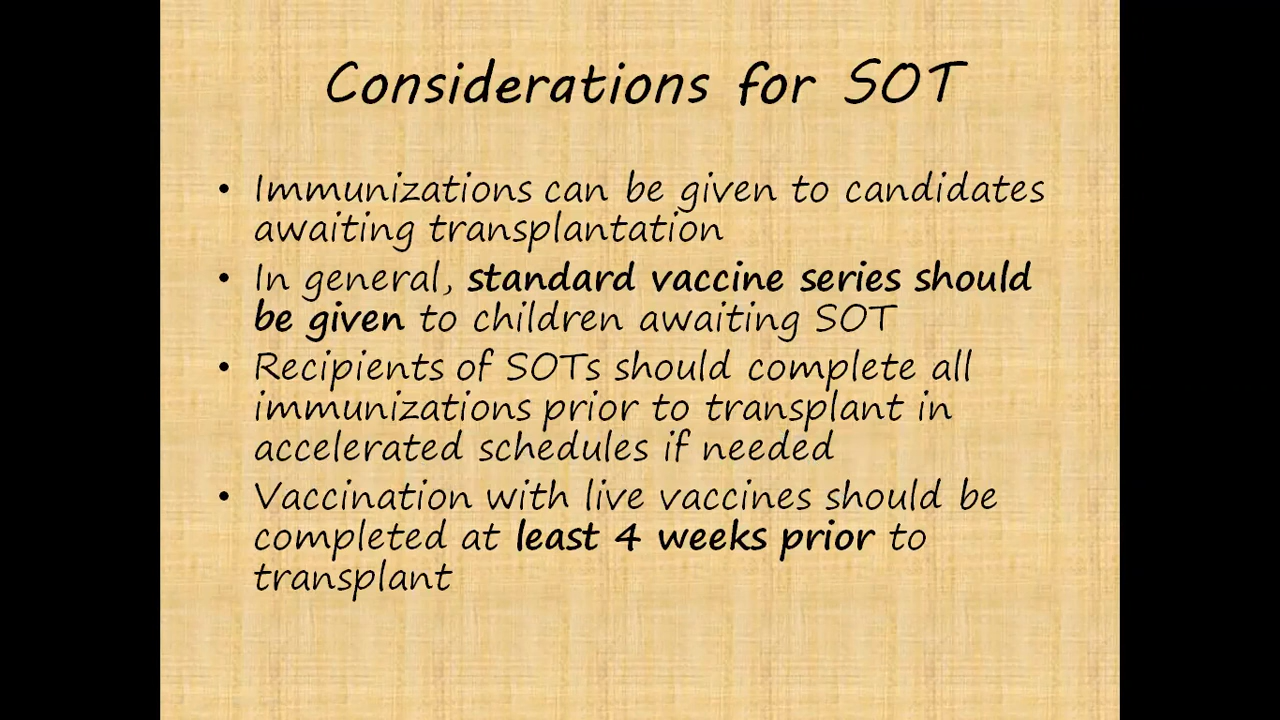 Considerations for SOT
• Immunizations can be given to candidates
awaiting transplantation
• In general, standard vaccine series should
be given to children awaiting SOT
• Recipients of SOTs should complete all
immunizations prior to transplant in
accelerated schedules if needed
• Vaccination with live vaccines should be
completed at least 4 weeks prior to
transplant